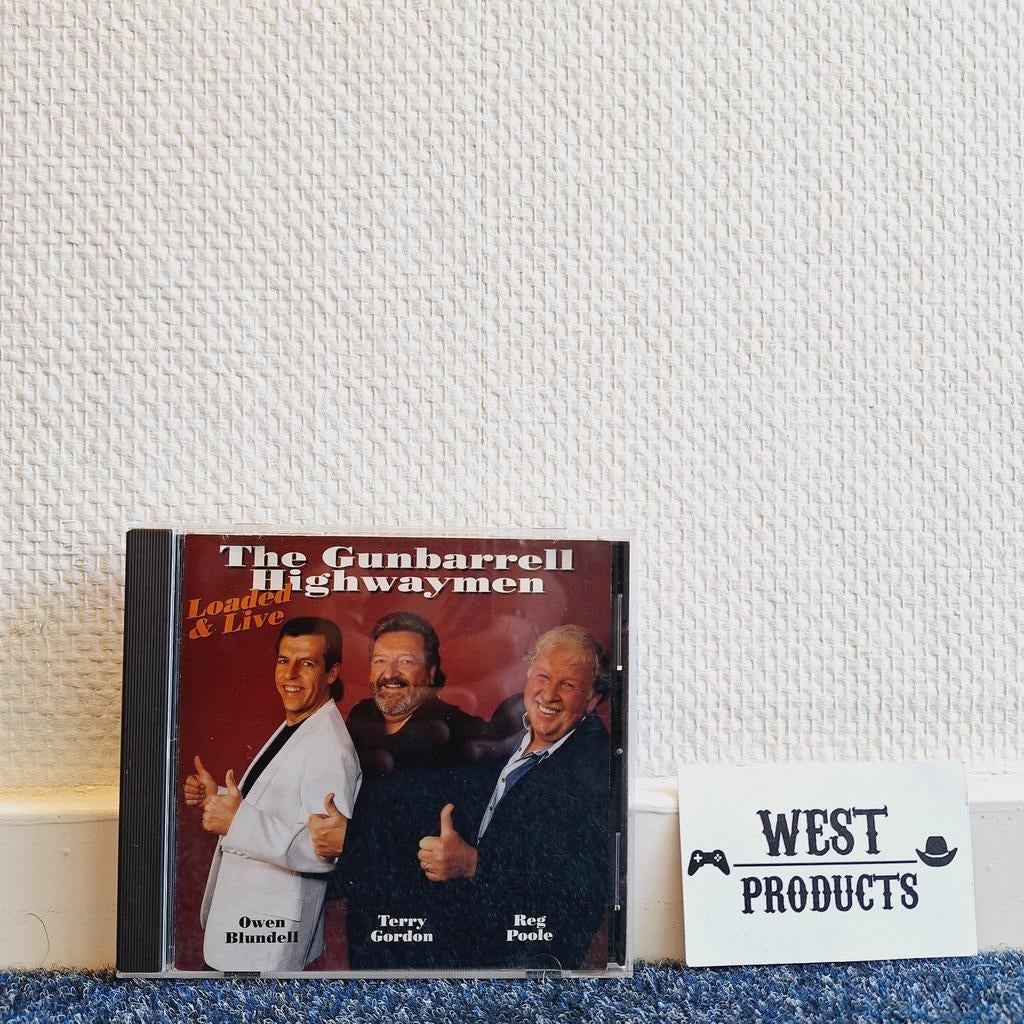 The Gunbarrell
Highwaymen
Loaded
& Live
Owen
Blundell
Terry
Gordon
Reg
Poole
WEST
PRODUCTS